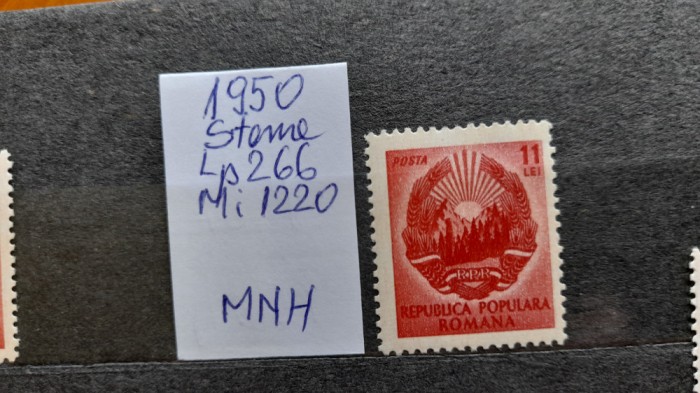 1950
Steme
Lp 266
Mi 1220
MNH
POSTA 11
LEI
RPR
REPUBLICA POPULARA
ROMANA